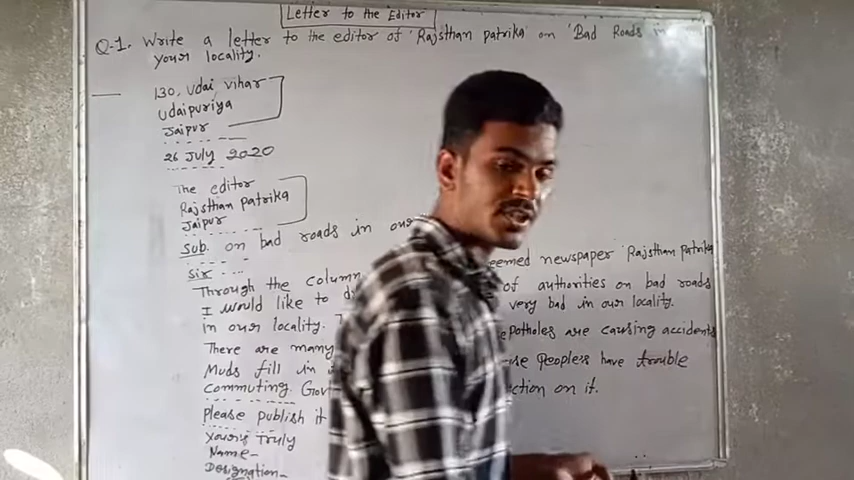 Letter to the Editor
Q-1. Write a letter to the editor of 'Rajsthan patrika' on 'Bad Roads in
your locality.
130, Udai vihar
Udaipuriya
Jaipur
26 July 2020
The editor
Rajsthan Patrika
Jaipur
Sub. on bad roads in our
Sir
Through the column eemed newspaper 'Rajsthan Patrika
I would like to of authorities on bad roads
in our locality. very bad in our locality.
There are many Potholes are causing accidents
Muds fill in Peoples have trouble
commuting. Gov ction on it.
Please publish it
Yours Truly
Name-
Designation-